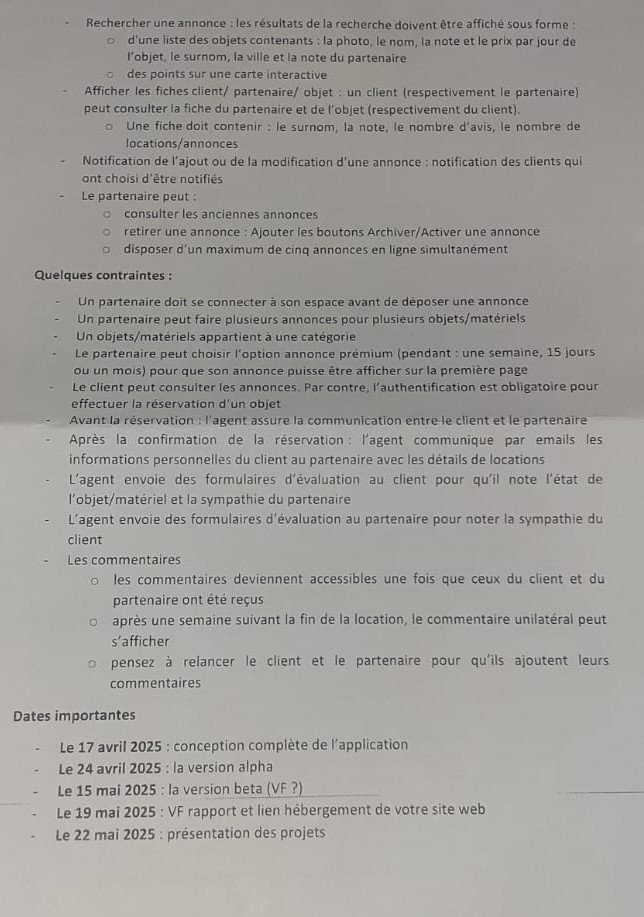 - Rechercher une annonce : les résultats de la recherche doivent être affiché sous forme :
o d'une liste des objets contenants : la photo, le nom, la note et le prix par jour de
l'objet, le surnom, la ville et la note du partenaire
o des points sur une carte interactive
- Afficher les fiches client/ partenaire/ objet : un client (respectivement le partenaire)
peut consulter la fiche du partenaire et de l'objet (respectivement du client).
o Une fiche doit contenir : le surnom, la note, le nombre d'avis, le nombre de
locations/annonces
- Notification de l'ajout ou de la modification d'une annonce : notification des clients qui
ont choisi d'être notifiés
- Le partenaire peut :
o consulter les anciennes annonces
o retirer une annonce : Ajouter les boutons Archiver/Activer une annonce
o disposer d'un maximum de cinq annonces en ligne simultanément
Quelques contraintes :
- Un partenaire doit se connecter à son espace avant de déposer une annonce
- Un partenaire peut faire plusieurs annonces pour plusieurs objets/matériels
- Un objets/matériels appartient à une catégorie
- Le partenaire peut choisir l'option annonce prémium (pendant : une semaine, 15 jours
ou un mois) pour que son annonce puisse être afficher sur la première page
- Le client peut consulter les annonces. Par contre, l'authentification est obligatoire pour
effectuer la réservation d'un objet
- Avant la réservation : l'agent assure la communication entre le client et le partenaire
- Après la confirmation de la réservation : l'agent communique par emails les
informations personnelles du client au partenaire avec les détails de locations
- L'agent envoie des formulaires d'évaluation au client pour qu'il note l'état de
l'objet/matériel et la sympathie du partenaire
- L'agent envoie des formulaires d'évaluation au partenaire pour noter la sympathie du
client
- Les commentaires
o les commentaires deviennent accessibles une fois que ceux du client et du
partenaire ont été reçus
o après une semaine suivant la fin de la location, le commentaire unilatéral peut
s'afficher
o pensez à relancer le client et le partenaire pour qu'ils ajoutent leurs
commentaires
Dates importantes
- Le 17 avril 2025 : conception complète de l'application
- Le 24 avril 2025 : la version alpha
- Le 15 mai 2025 : la version beta (VF ?)
- Le 19 mai 2025 : VF rapport et lien hébergement de votre site web
- Le 22 mai 2025 : présentation des projets